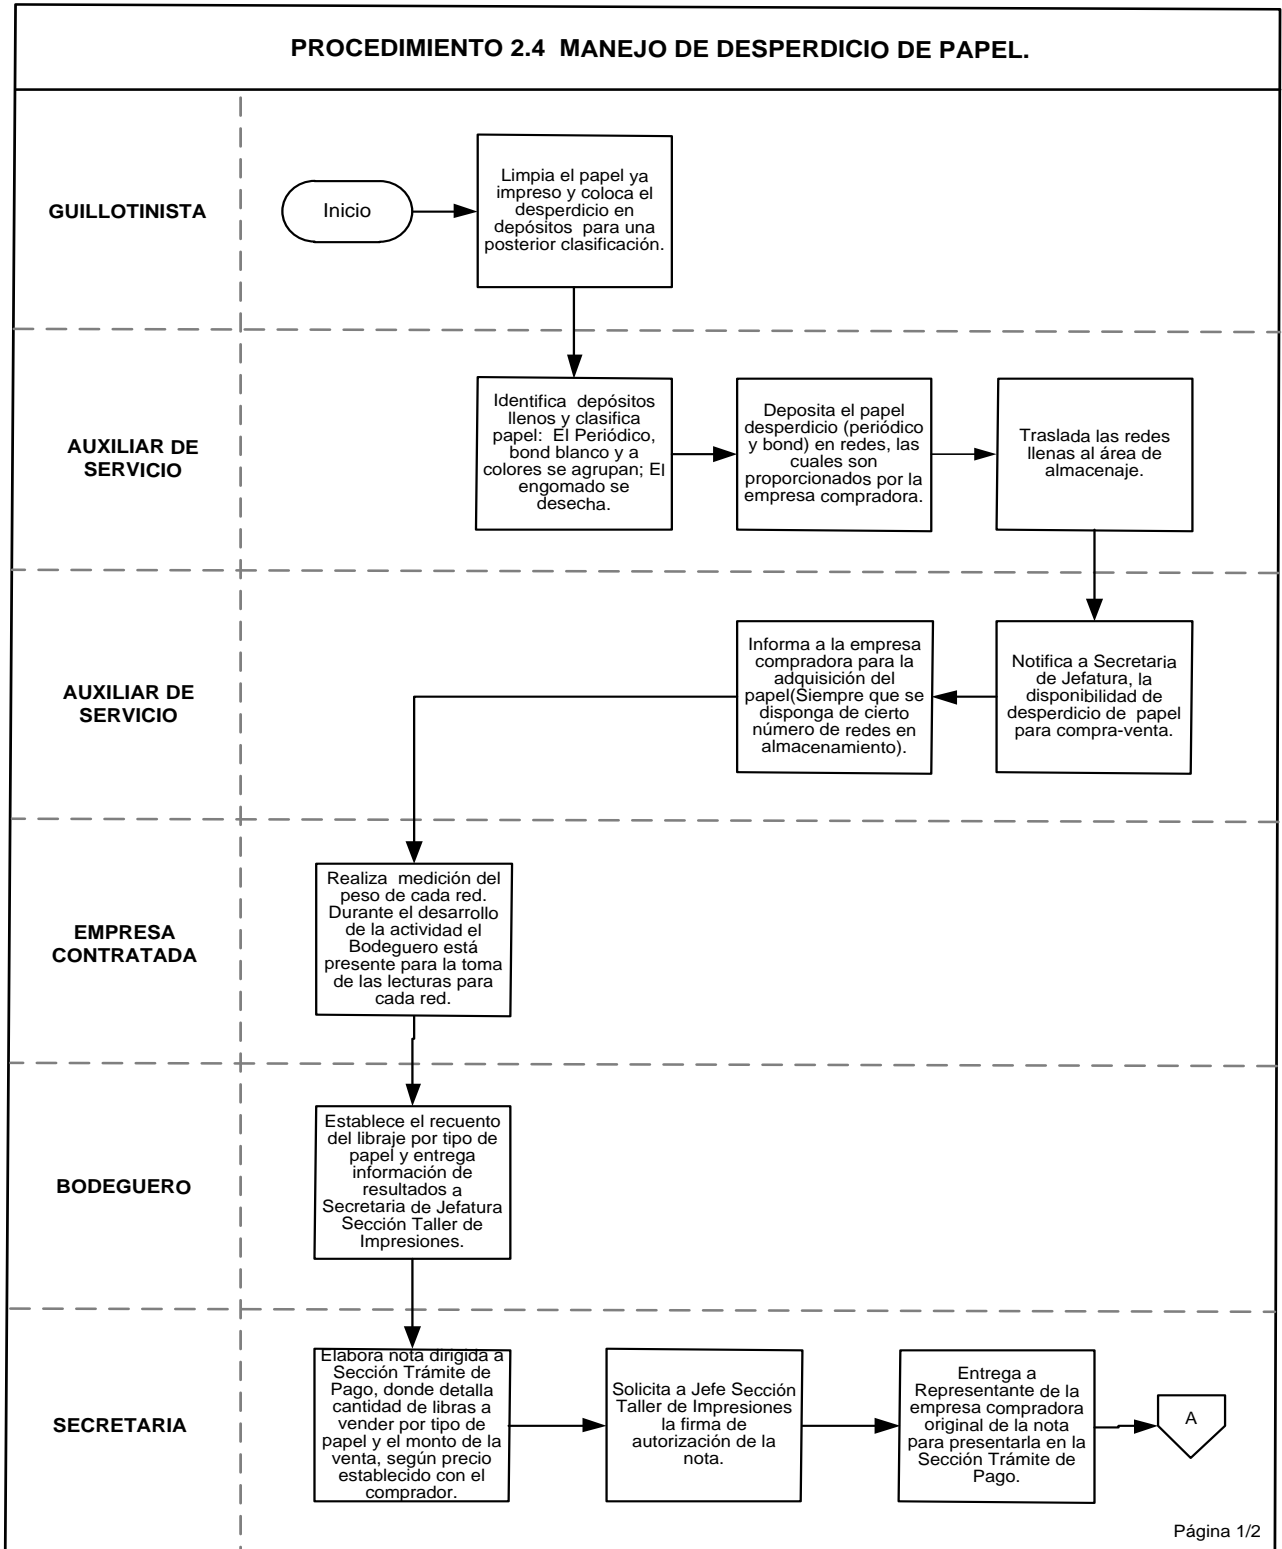 PROCEDIMIENTO 2.4  MANEJO DE DESPERDICIO DE PAPEL.
GUILLOTINISTA
Inicio
Limpia el papel ya
impreso y coloca el
desperdicio en
depósitos  para una
posterior clasificación.
AUXILIAR DE
SERVICIO
Identifica  depósitos
llenos y clasifica
papel:  El Periódico,
bond blanco y a
colores se agrupan; El
engomado se
desecha.
Deposita el papel
desperdicio (periódico
y bond) en redes, las
cuales son
proporcionados por la
empresa compradora.
Traslada las redes
llenas al área de
almacenaje.
AUXILIAR DE
SERVICIO
Informa a la empresa
compradora para la
adquisición del
papel(Siempre que se
disponga de cierto
número de redes en
almacenamiento).
Notifica a Secretaria
de Jefatura, la
disponibilidad de
desperdicio de  papel
para compra-venta.
EMPRESA
CONTRATADA
Realiza  medición del
peso de cada red.
Durante el desarrollo
de la actividad el
Bodeguero está
presente para la toma
de las lecturas para
cada red.
BODEGUERO
Establece el recuento
del libraje por tipo de
papel y entrega
información de
resultados a
Secretaria de Jefatura
Sección Taller de
Impresiones.
SECRETARIA
Elabora nota dirigida a
Sección Trámite de
Pago, donde detalla
cantidad de libras a
vender por tipo de
papel y el monto de la
venta, según precio
establecido con el
comprador.
Solicita a Jefe Sección
Taller de Impresiones
la firma de
autorización de la
nota.
Entrega a
Representante de la
empresa compradora
original de la nota
para presentarla en la
Sección Trámite de
Pago.
A
Página 1/2